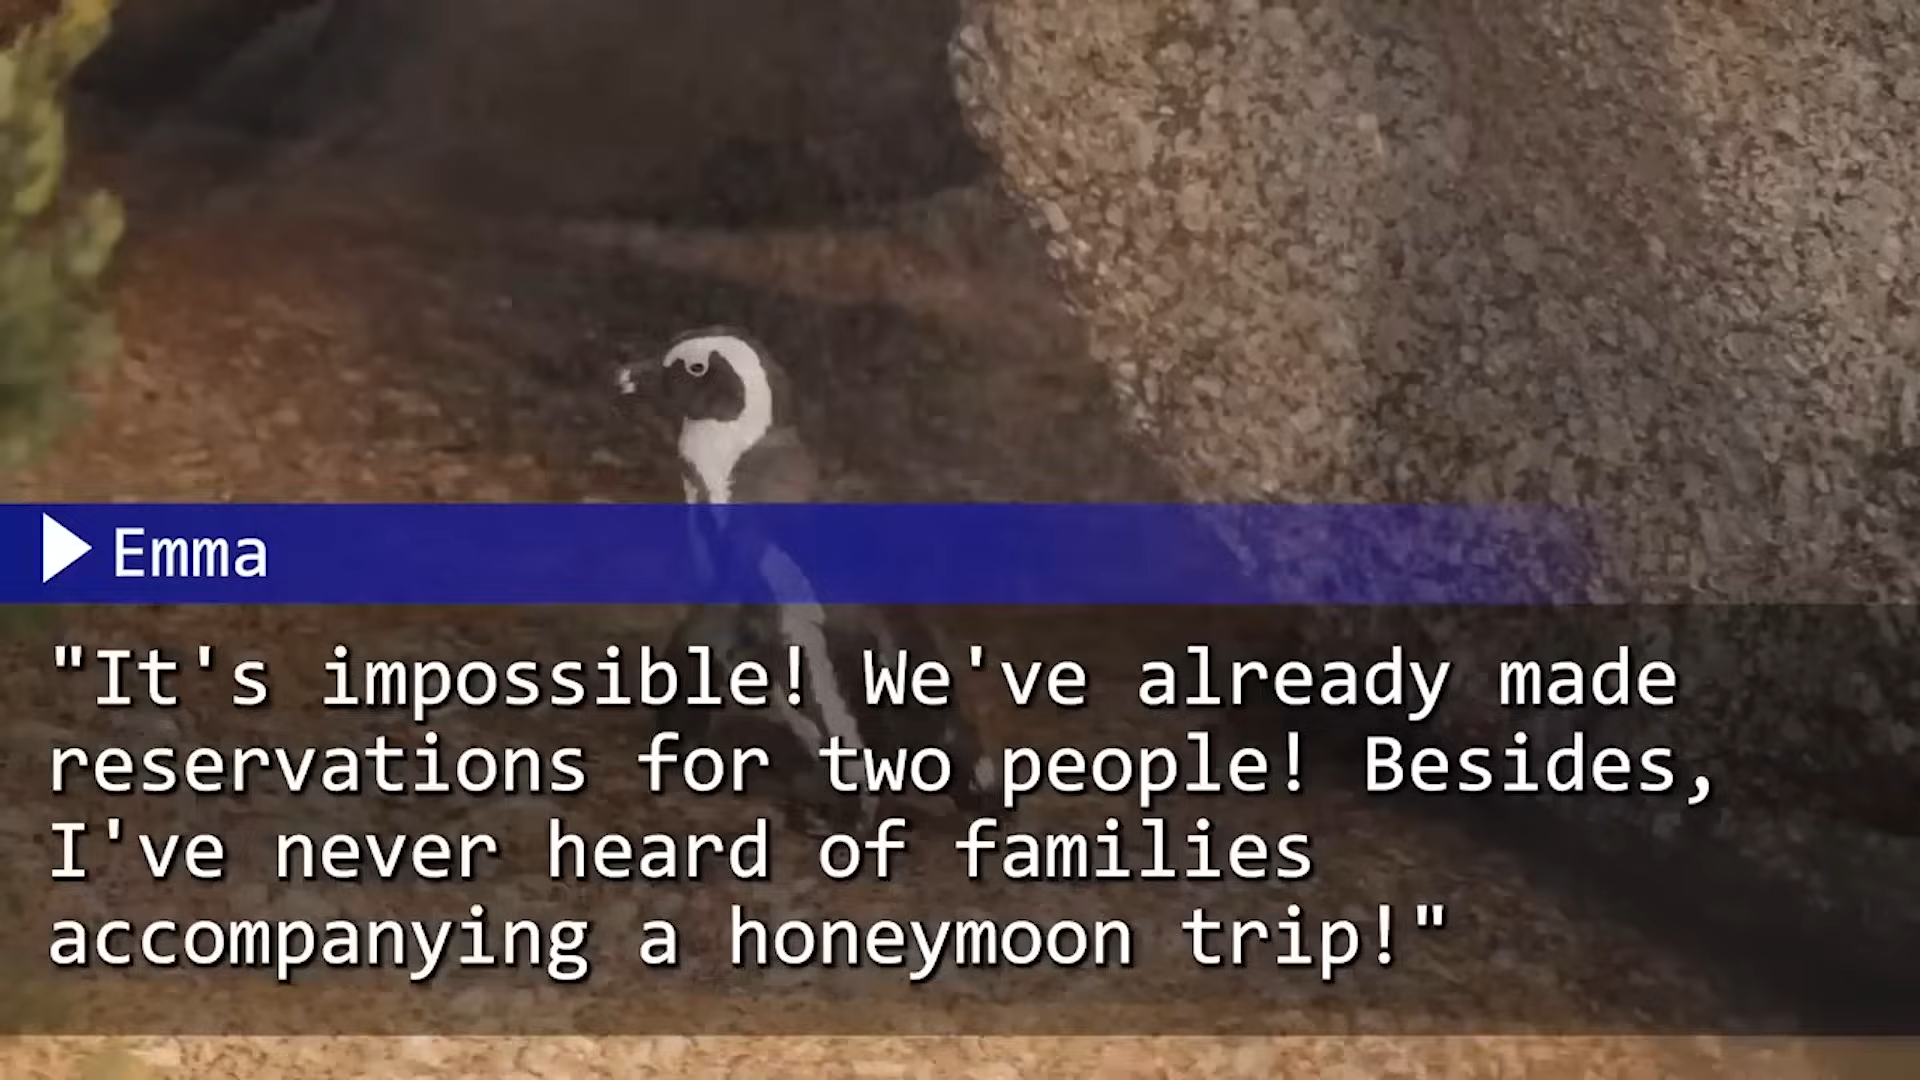 Emma
"It's impossible! We've already made
reservations for two people! Besides,
I've never heard of families
accompanying a honeymoon trip!"